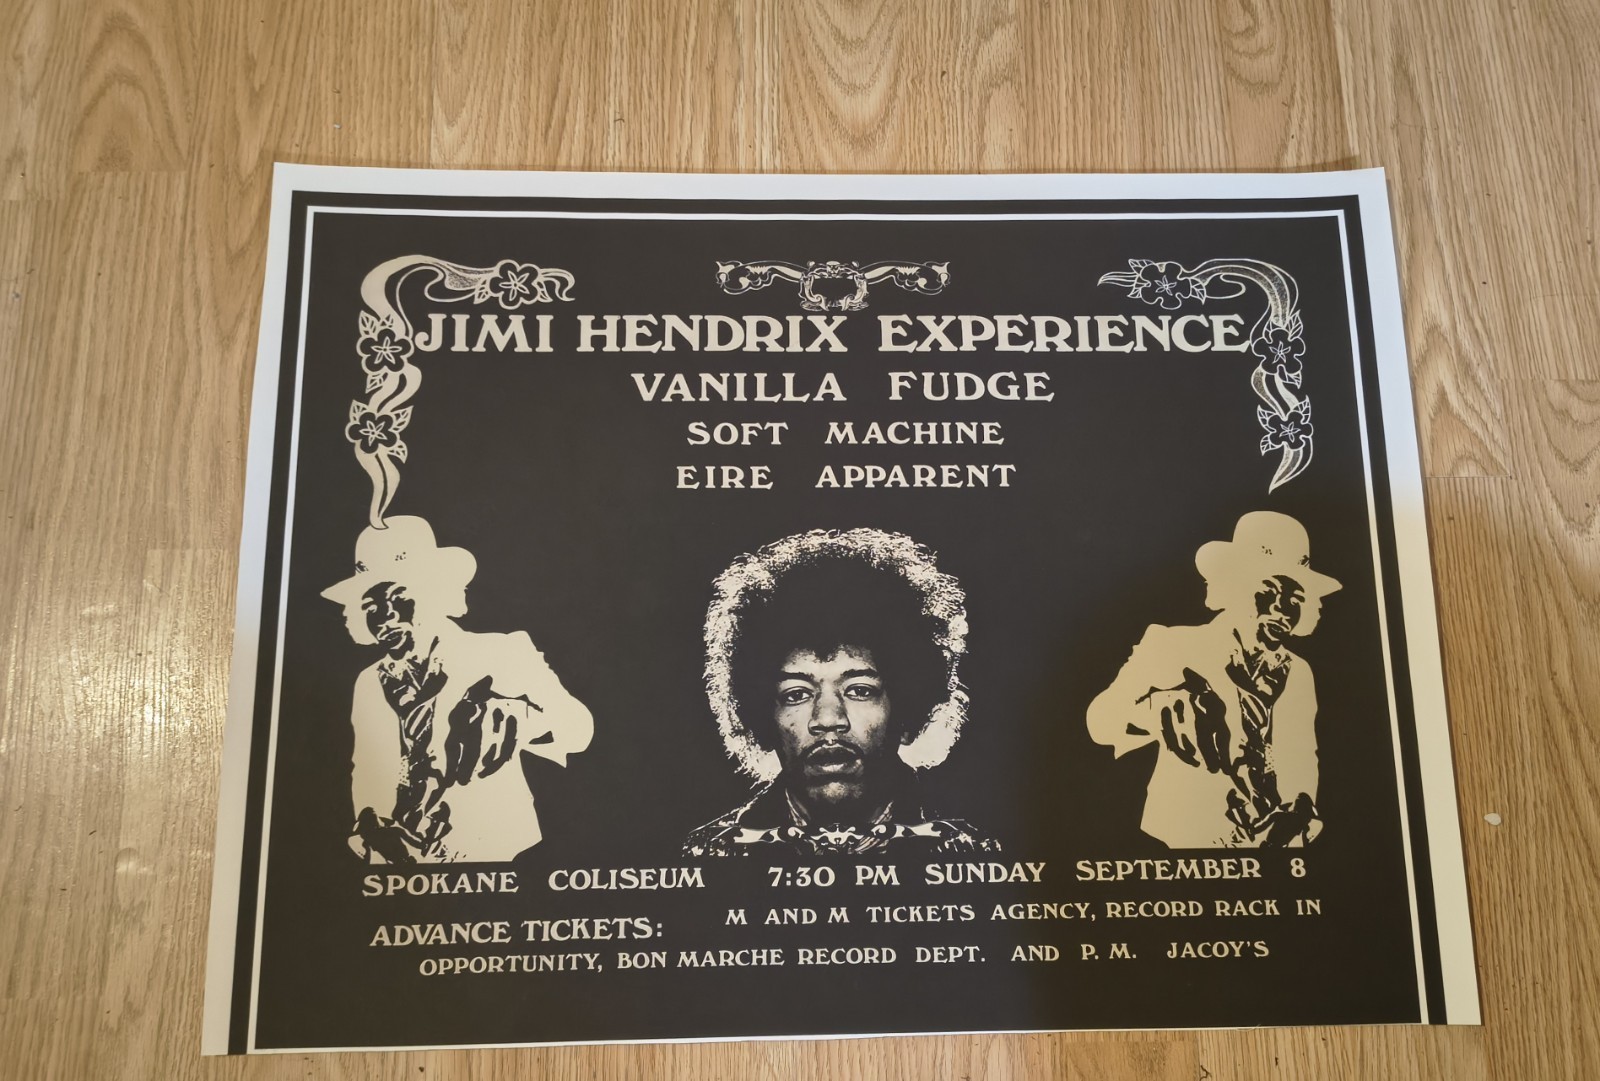 JIMI HENDRIX EXPERIENCE
VANILLA FUDGE
SOFT MACHINE
EIRE APPARENT
SPOKANE COLISEUM 7:30 PM SUNDAY SEPTEMBER 8
ADVANCE TICKETS: M AND M TICKETS AGENCY, RECORD RACK IN
OPPORTUNITY, BON MARCHE RECORD DEPT. AND P. M. JACOY'S